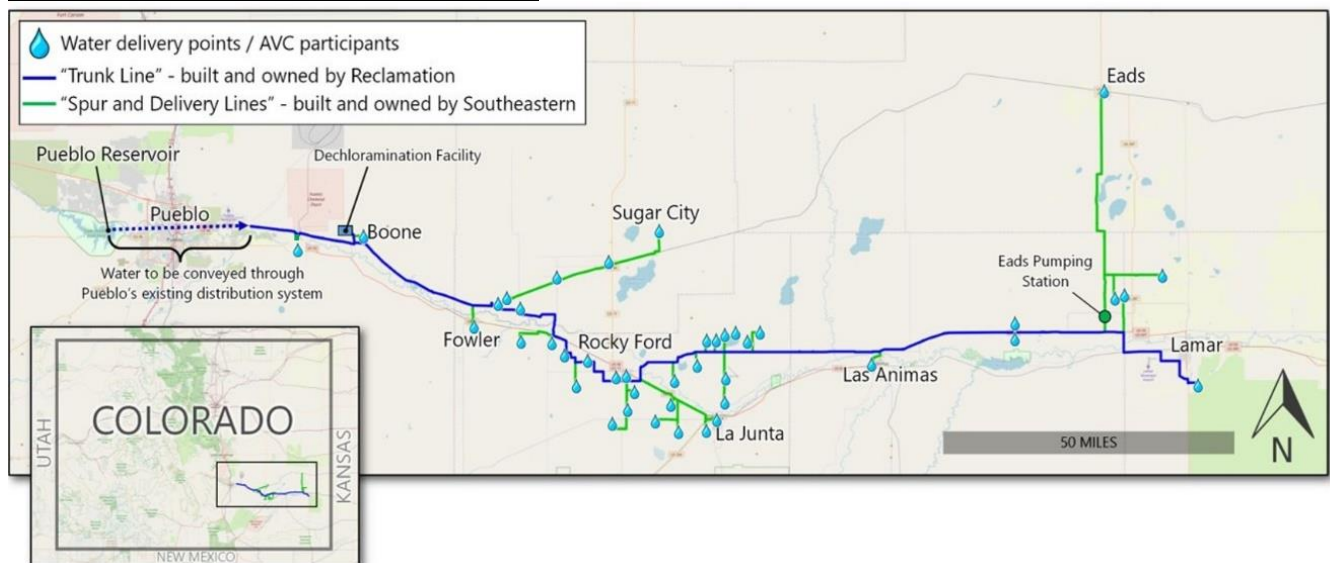 Water delivery points / AVC participants
“Trunk Line” - built and owned by Reclamation
“Spur and Delivery Lines” - built and owned by Southeastern
Eads
Pueblo Reservoir
Dechloramination Facility
Pueblo
Boone
Sugar City
Water to be conveyed through
Pueblo’s existing distribution system
Eads Pumping
Station
Fowler
Rocky Ford
Las Animas
Lamar
La Junta
50 MILES
N
COLORADO
UTAH
KANSAS
NEW MEXICO